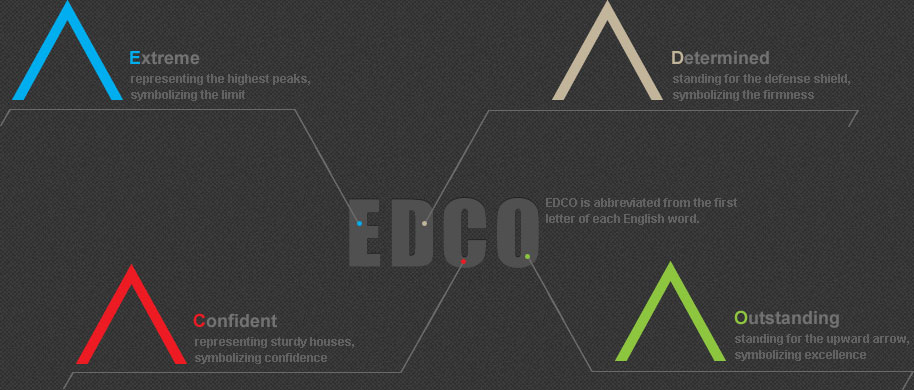 Extreme
representing the highest peaks,
symbolizing the limit
Determined
standing for the defense shield,
symbolizing the firmness
EDCO
EDCO is abbreviated from the first
letter of each English word.
Confident
representing sturdy houses,
symbolizing confidence
Outstanding
standing for the upward arrow,
symbolizing excellence